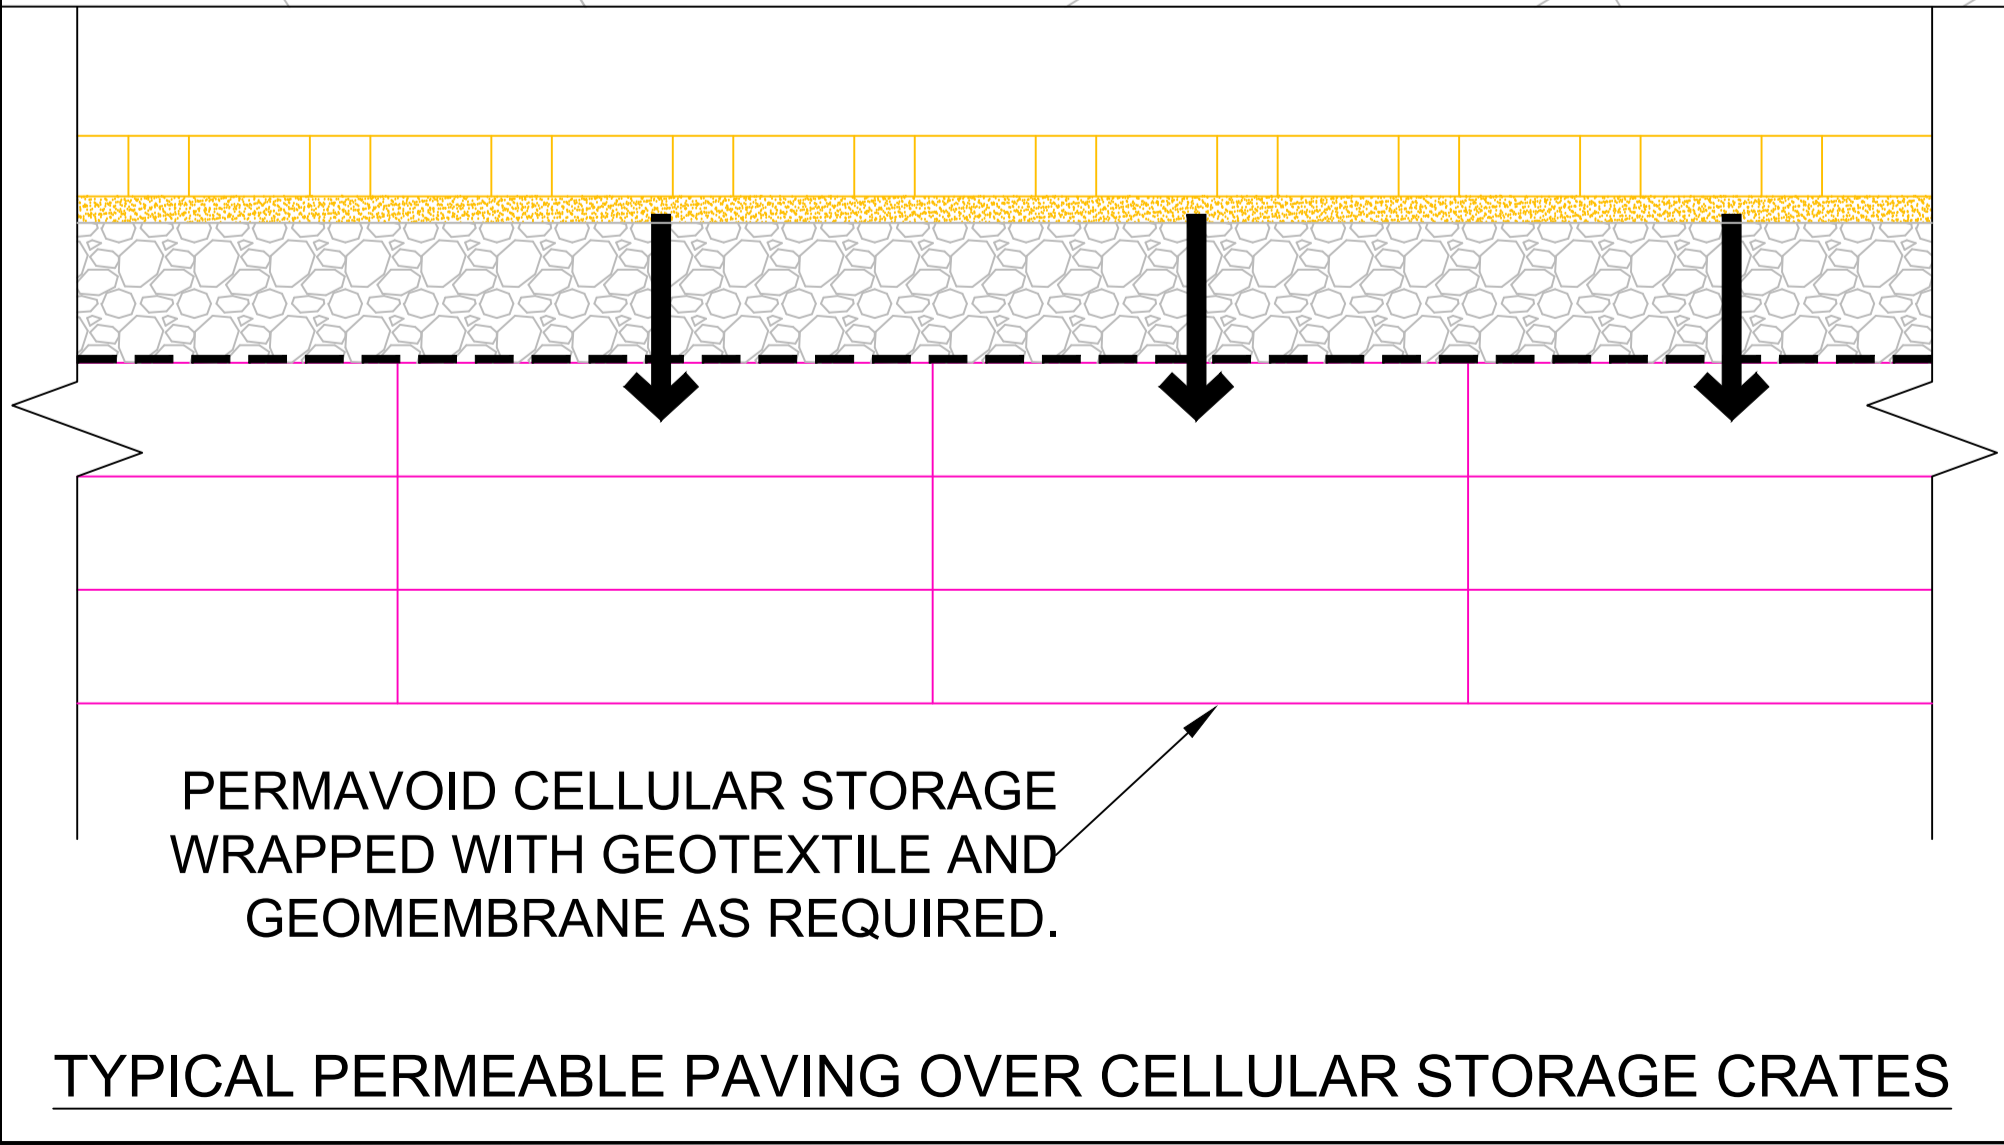 PERMAVOID CELLULAR STORAGE
WRAPPED WITH GEOTEXTILE AND
GEOMEMBRANE AS REQUIRED.
TYPICAL PERMEABLE PAVING OVER CELLULAR STORAGE CRATES